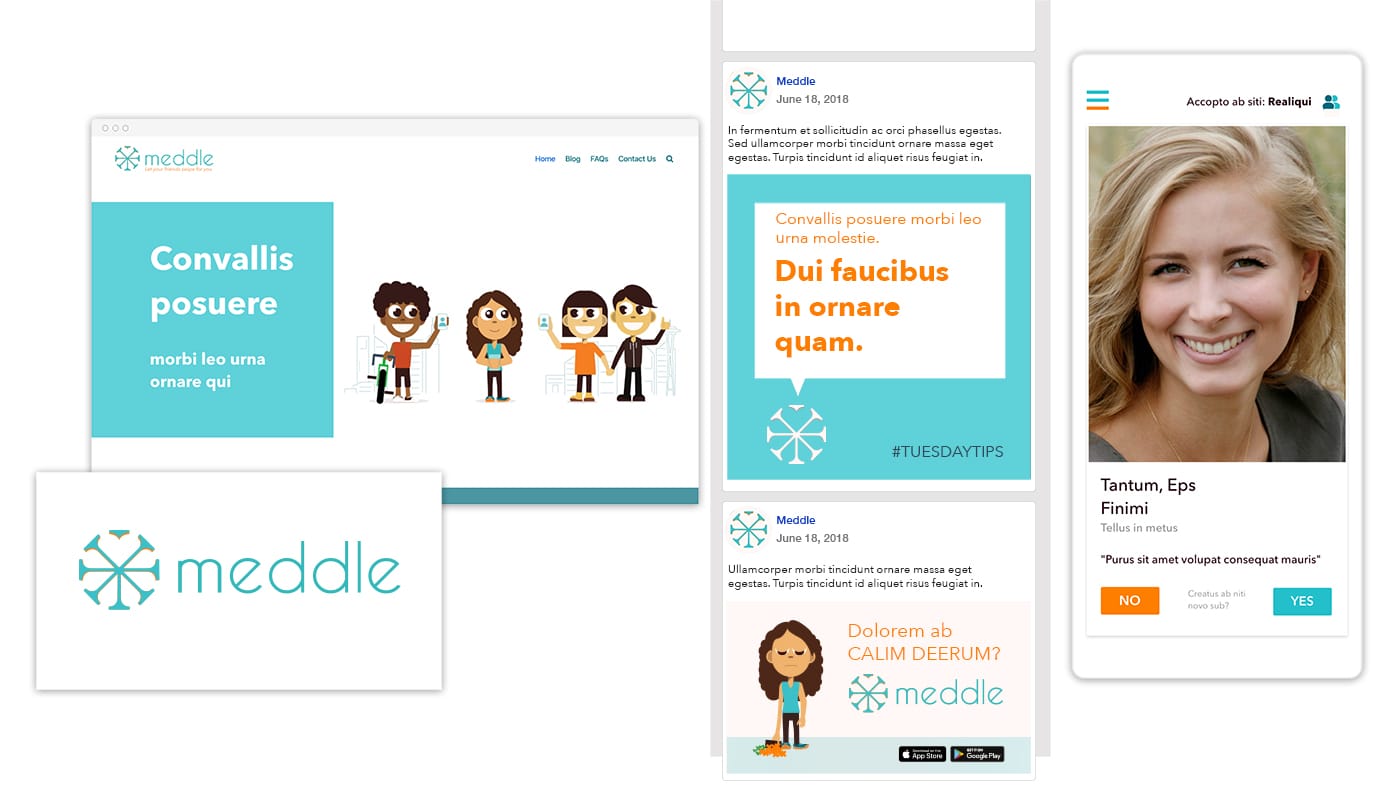 meddle
Let your friends swipe for you
Home Blog FAQs Contact Us
Convallis
posuere
morbi leo urna
ornare qui
meddle
Meddle
June 18, 2018
In fermentum et sollicitudin ac orci phasellus egestas.
Sed ullamcorper morbi tincidunt ornare massa eget
egestas. Turpis tincidunt id aliquet risus feugiat in.
Convallis posuere morbi leo
urna molestie.
Dui faucibus
in ornare
quam.
#TUESDAYTIPS
Meddle
June 18, 2018
Ullamcorper morbi tincidunt ornare massa eget
egestas. Turpis tincidunt id aliquet risus feugiat in.
Dolorem ab
CALIM DEERUM?
meddle
Download on the
App Store
GET IT ON
Google Play
Accopto ab siti: Realiqui
Tantum, Eps
Finimi
Tellus in metus
"Purus sit amet volupat consequat mauris"
NO
Creatus ab niti
novo sub?
YES